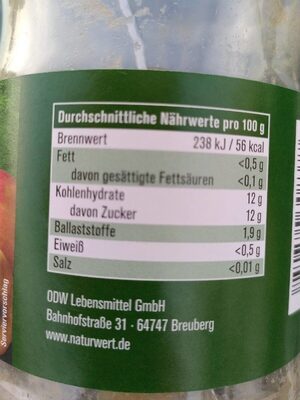 Durchschnittliche Nährwerte pro 100 g
Brennwert 238 kJ / 56 kcal
Fett <0,5 g
davon gesättigte Fettsäuren <0,1 g
Kohlenhydrate 12 g
davon Zucker 12 g
Ballaststoffe 1,9 g
Eiweiß <0,5 g
Salz <0,01 g
ODW Lebensmittel GmbH
Bahnhofstraße 31 · 64747 Breuberg
www.naturwert.de
Serviervorschlag